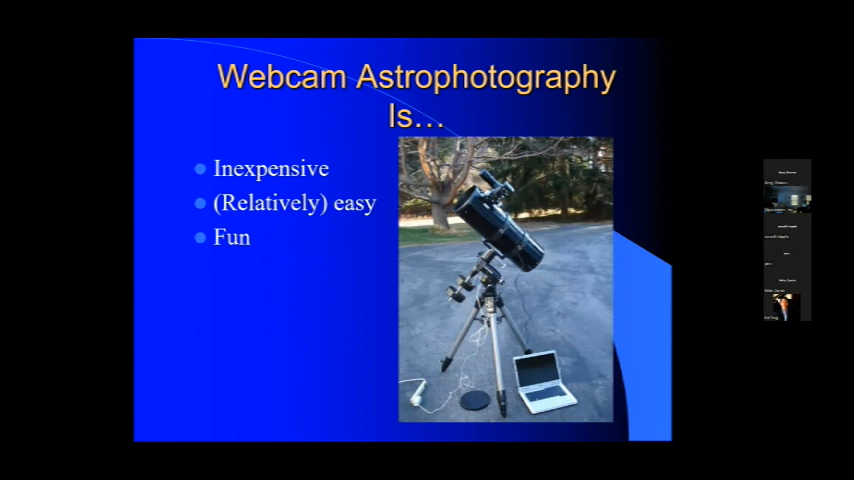 Webcam Astrophotography
Is...
Inexpensive
(Relatively) easy
Fun